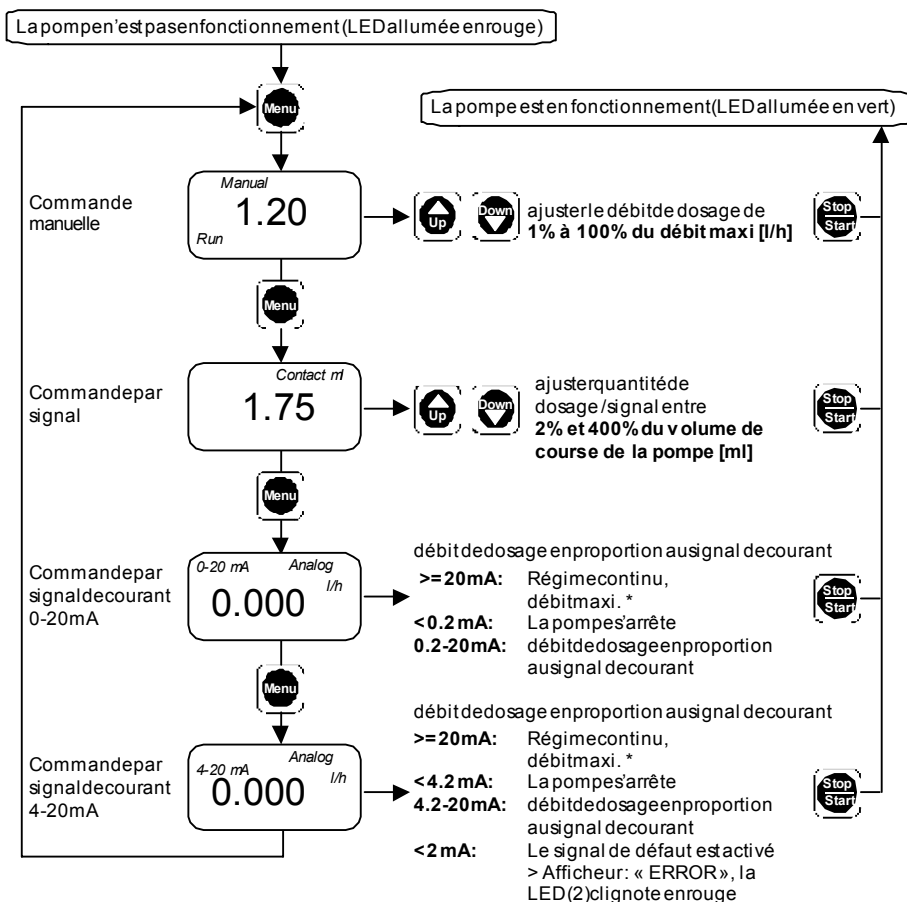 La pompe n'est pas en fonctionnement (LED allumée en rouge)
Menu
La pompe est en fonctionnement (LED allumée en vert)
Commande
manuelle
Manual
1.20
Run
Up
Down
ajuster le débit de dosage de
1% à 100% du débit maxi [l/h]
Stop
Start
Menu
Commande par
signal
Contact ml
1.75
Up
Down
ajuster quantité de
dosage / signal entre
2% et 400% du volume de
course de la pompe [ml]
Stop
Start
Menu
Commande par
signal de courant
0-20mA
0-20 mA Analog
l/h
0.000
débit de dosage en proportion au signal de courant
>= 20mA: Régime continu,
débit maxi. *
< 0.2 mA: La pompe s'arrête
0.2-20mA: débit de dosage en proportion
au signal de courant
Stop
Start
Menu
Commande par
signal de courant
4-20mA
4-20 mA Analog
l/h
0.000
débit de dosage en proportion au signal de courant
>= 20mA: Régime continu,
débit maxi. *
< 4.2 mA: La pompe s'arrête
4.2-20mA: débit de dosage en proportion
au signal de courant
< 2 mA: Le signal de défaut est activé
> Afficheur: « ERROR », la
LED (2) clignote en rouge
Stop
Start